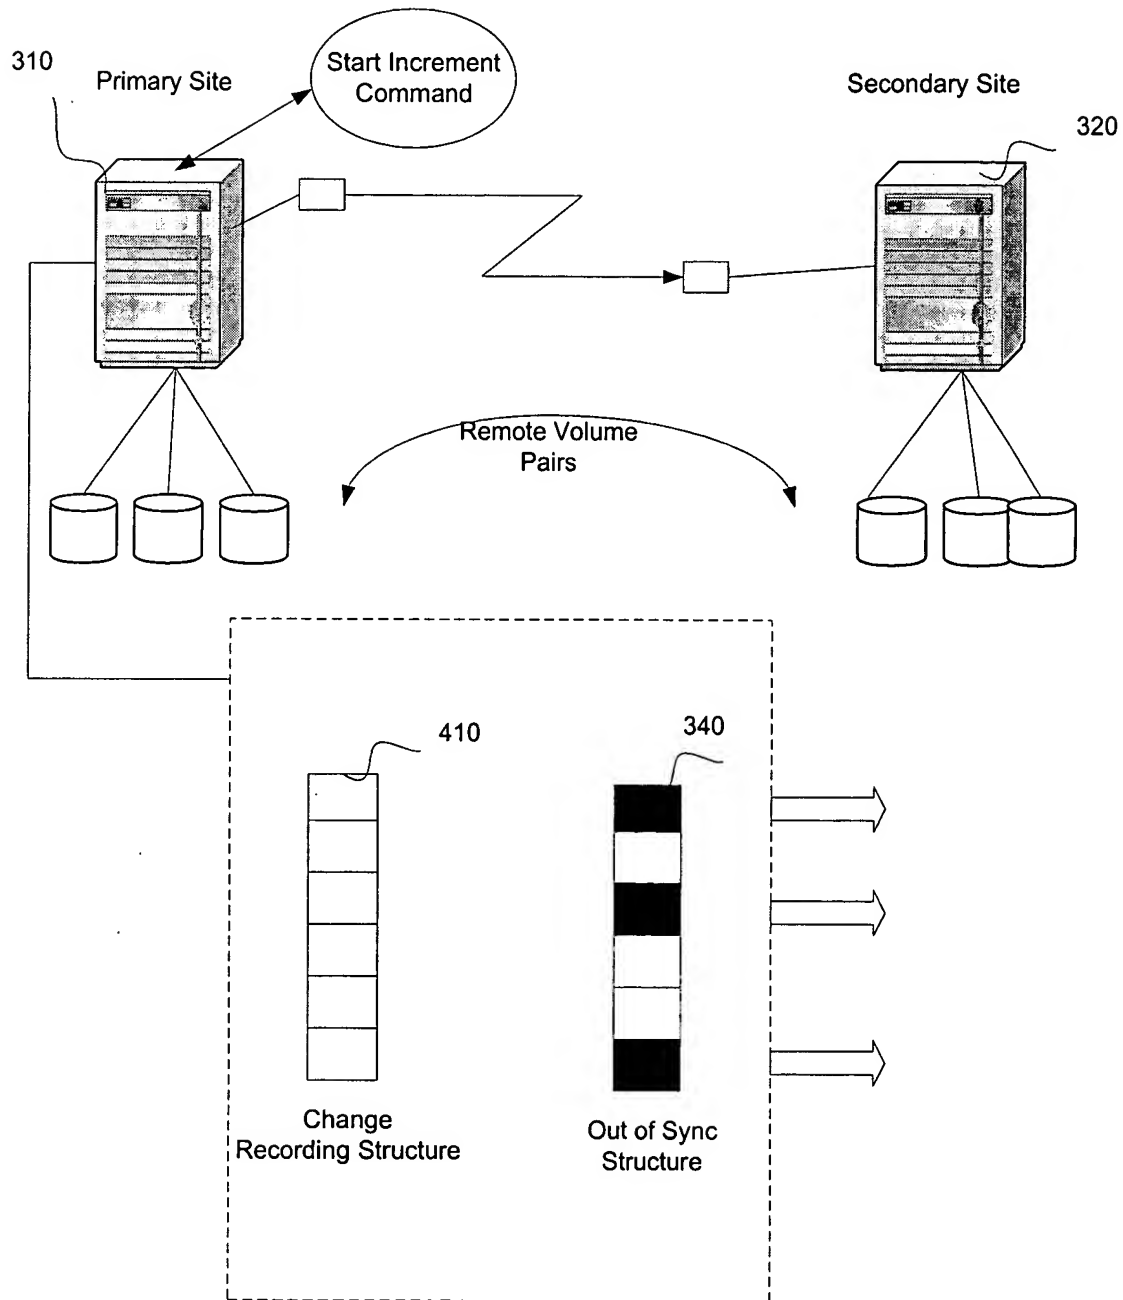 310
Primary Site
Start Increment
Command
Secondary Site
320
Remote Volume
Pairs
410
340
Change
Recording Structure
Out of Sync
Structure